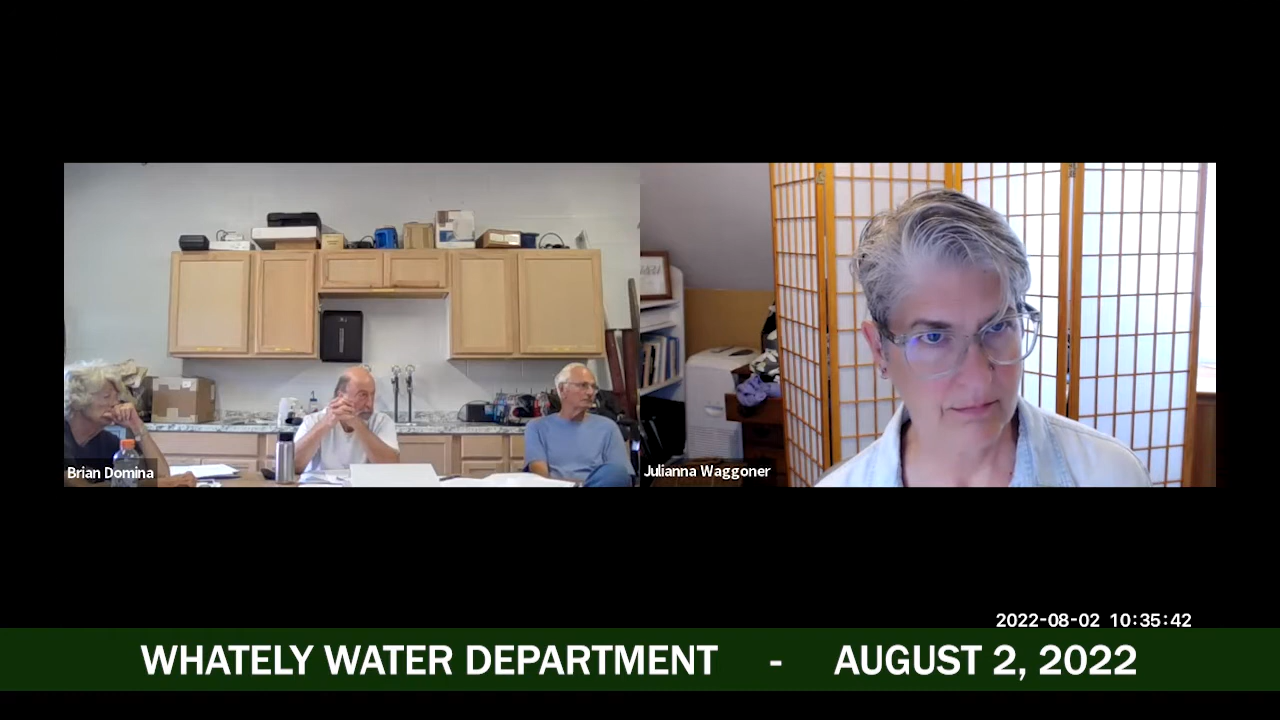 Brian Domina
Julianna Waggoner
2022-08-02 10:35:42
WHATELY WATER DEPARTMENT - AUGUST 2, 2022